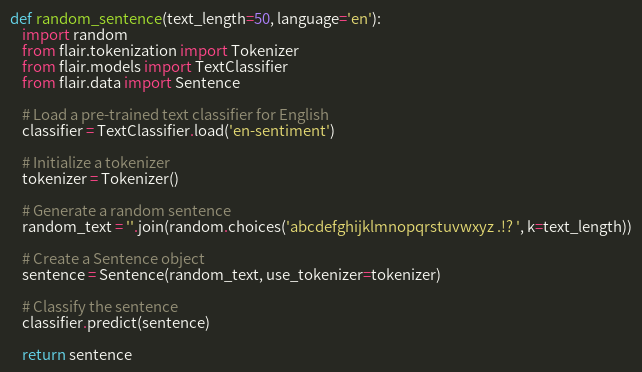 def random_sentence(text_length=50, language='en'):
    import random
    from flair.tokenization import Tokenizer
    from flair.models import TextClassifier
    from flair.data import Sentence

    # Load a pre-trained text classifier for English
    classifier = TextClassifier.load('en-sentiment')

    # Initialize a tokenizer
    tokenizer = Tokenizer()

    # Generate a random sentence
    random_text = ''.join(random.choices('abcdefghijklmnopqrstuvwxyz .!? ', k=text_length))

    # Create a Sentence object
    sentence = Sentence(random_text, use_tokenizer=tokenizer)

    # Classify the sentence
    classifier.predict(sentence)

    return sentence